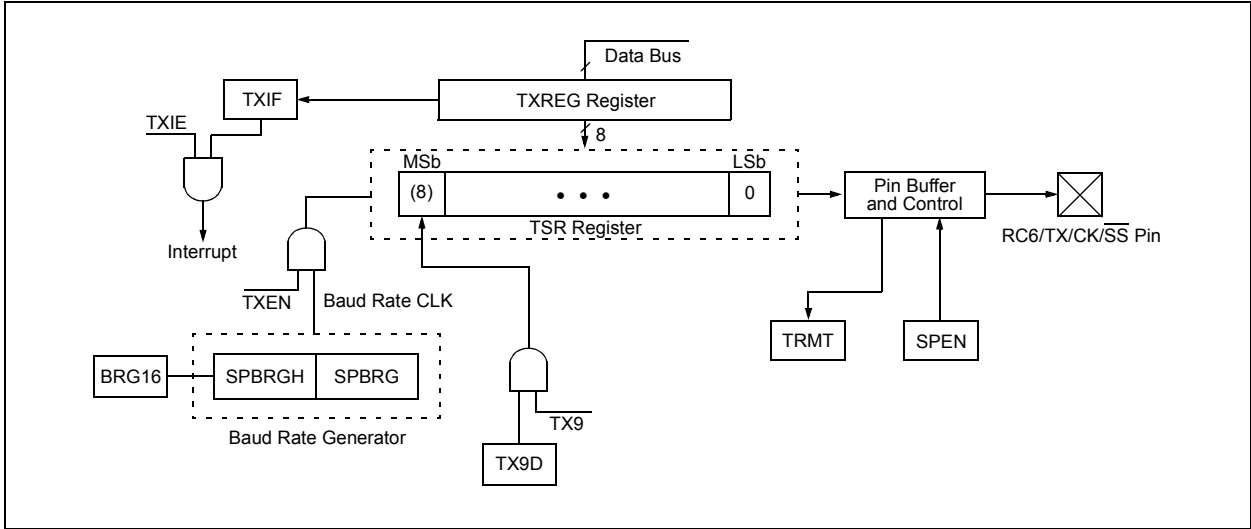 Data Bus
TXIF
TXREG Register
TXIE
8
MSb
LSb
(8)
• • •
0
Pin Buffer
and Control
TSR Register
Interrupt
RC6/TX/CK/S̅S̅ Pin
TXEN
Baud Rate CLK
TRMT
SPEN
BRG16
SPBRGH
SPBRG
TX9
Baud Rate Generator
TX9D